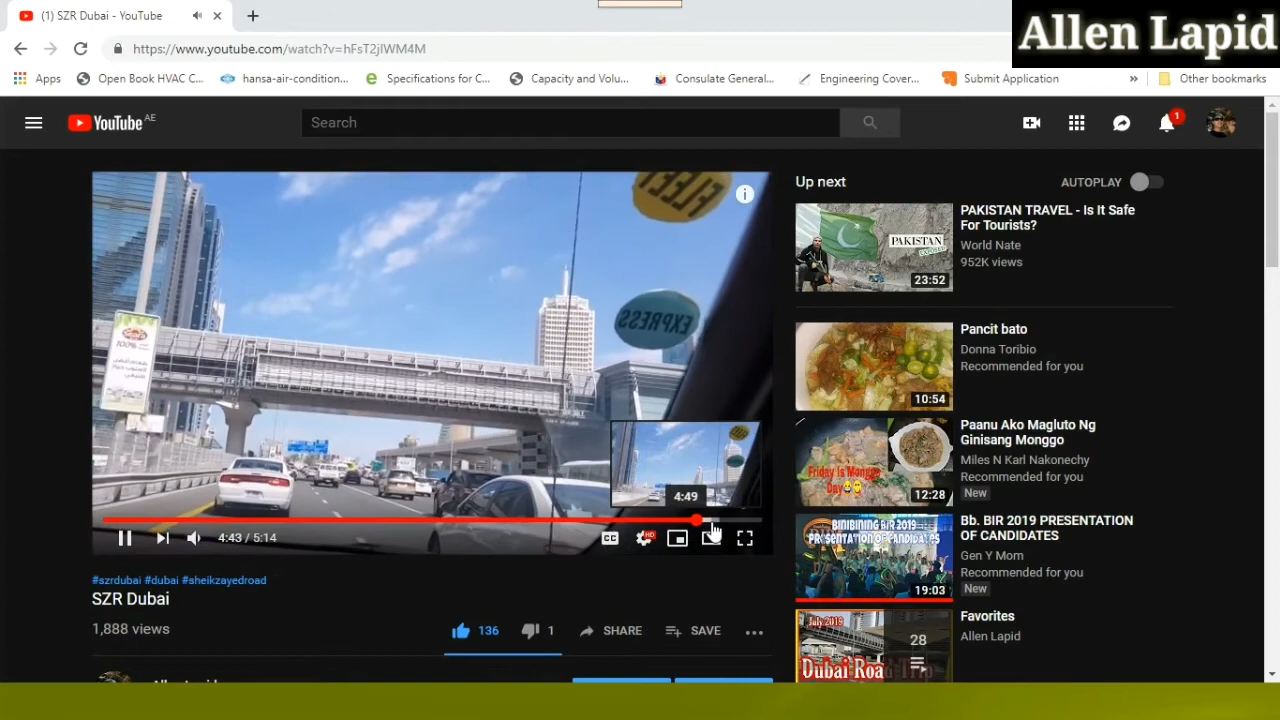 (1) SZR Dubai - YouTube
Allen Lapid
https://www.youtube.com/watch?v=hFsT2jIWM4M
Apps
Open Book HVAC C...
hansa-air-condition...
Specifications for C...
Capacity and Volu...
Consulate General...
Engineering Cover...
Submit Application
»
Other bookmarks
YouTube AE
Search
1
FLEET
EXPRESS
100%
4:49
4:43 / 5:14
CC
HD
#szrdubai #dubai #sheikzayedroad
SZR Dubai
1,888 views
136
1
SHARE
SAVE
Up next
AUTOPLAY
PAKISTAN
23:52
PAKISTAN TRAVEL - Is It Safe
For Tourists?
World Nate
952K views
10:54
Pancit bato
Donna Toribio
Recommended for you
Friday is Monggo
Day
12:28
Paanu Ako Magluto Ng
Ginisang Monggo
Miles N Karl Nakonechy
Recommended for you
New
BINIBINING BIR 2019
PRESENTATION
OF CANDIDATES
19:03
Bb. BIR 2019 PRESENTATION
OF CANDIDATES
Gen Y Mom
Recommended for you
New
July 2019
Dubai Road Trip
28
Favorites
Allen Lapid